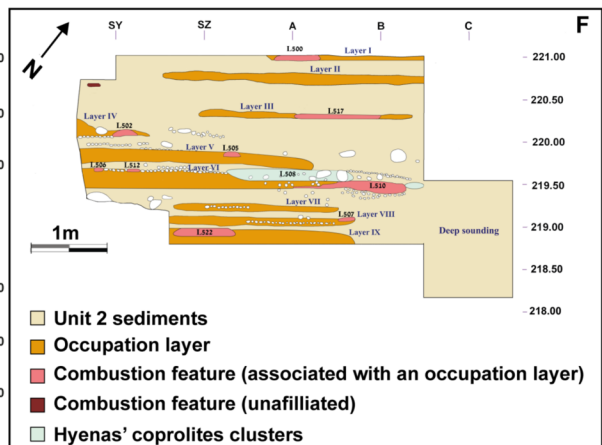 SY SZ A B C F
N
L500 Layer I 221.00
Layer II
220.50
Layer III L517
Layer IV
L502
220.00
Layer V L505
L506 L512 Layer VI L508
L510 219.50
Layer VII
L507 Layer VIII 219.00
L522 Layer IX Deep sounding
1m
218.50
218.00
Unit 2 sediments
Occupation layer
Combustion feature (associated with an occupation layer)
Combustion feature (unafilliated)
Hyenas' coprolites clusters